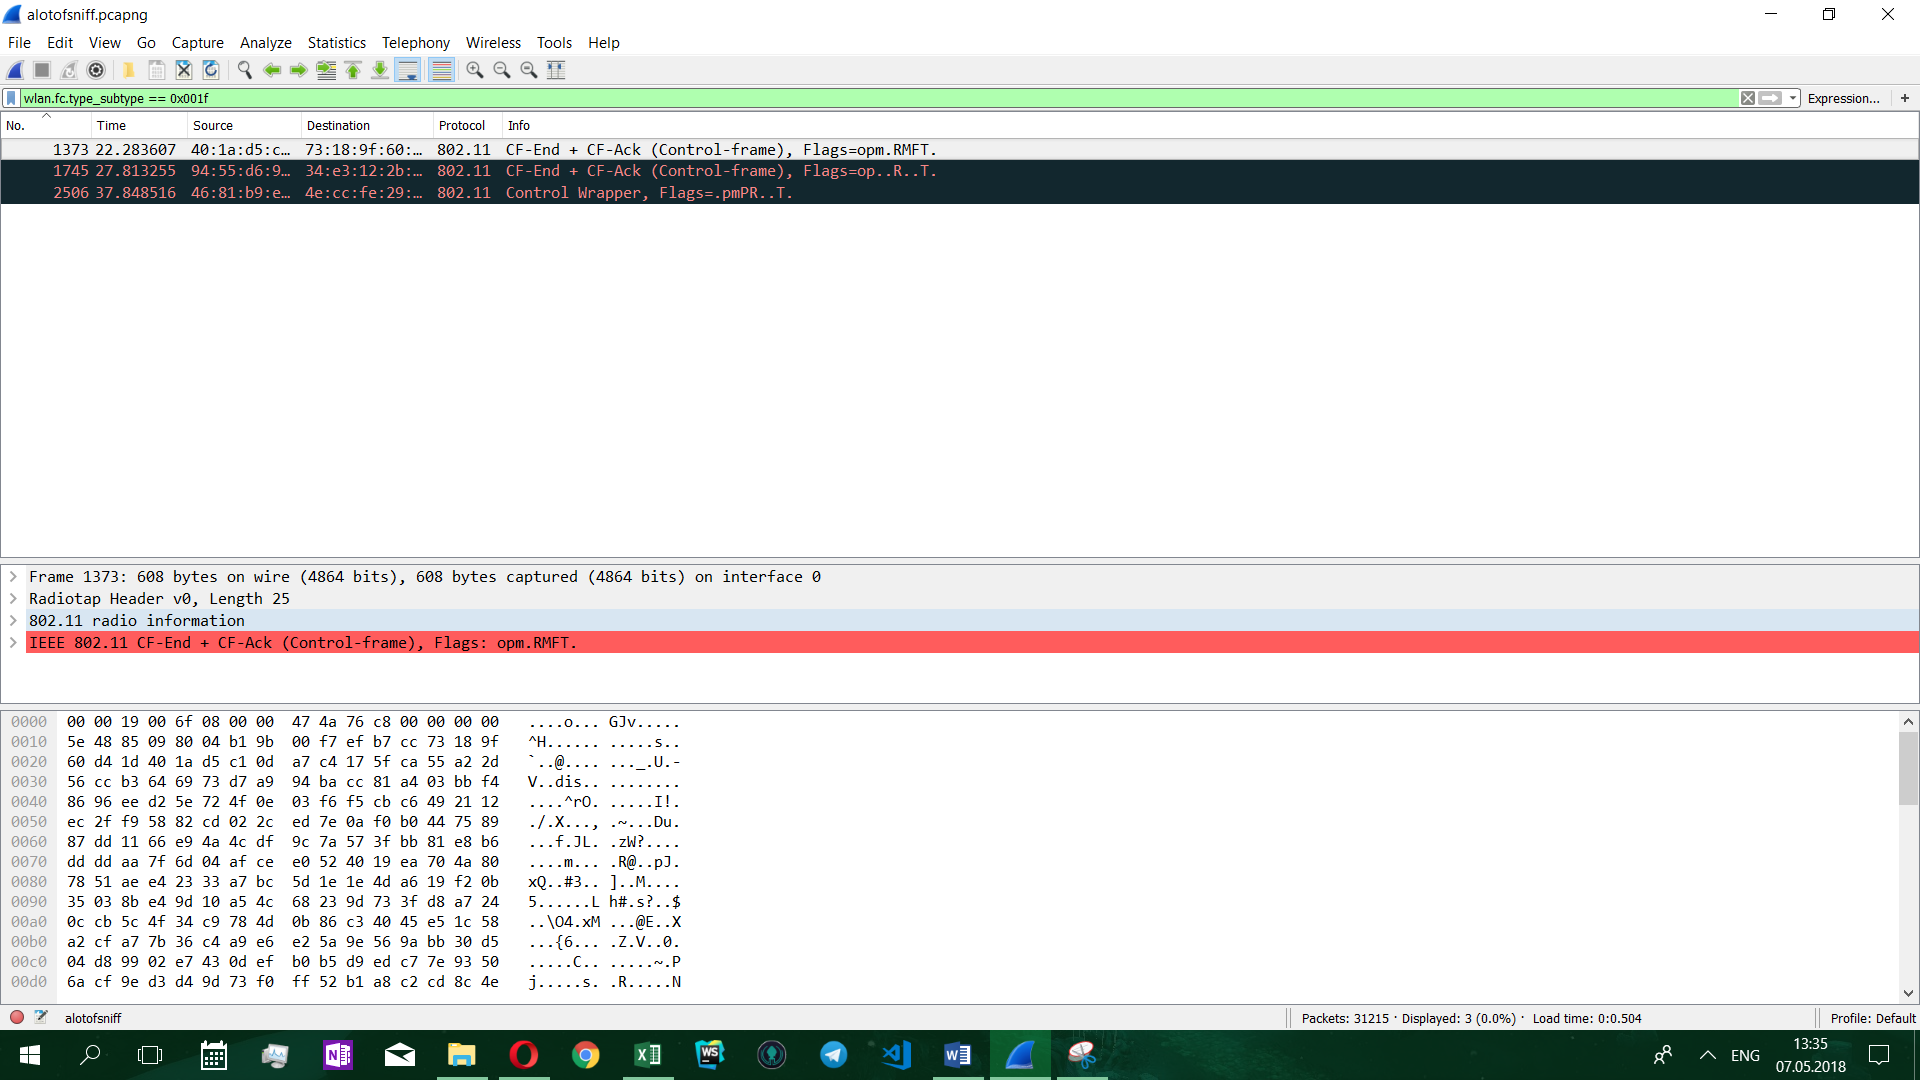 alotofsniff.pcapng
File Edit View Go Capture Analyze Statistics Telephony Wireless Tools Help
wlan.fc.type_subtype == 0x001f
Expression... +
No. Time Source Destination Protocol Info
1373 22.283607 40:1a:d5:c… 73:18:9f:60:… 802.11 CF-End + CF-Ack (Control-frame), Flags=opm.RMFT.
1745 27.813255 94:55:d6:9… 34:e3:12:2b:… 802.11 CF-End + CF-Ack (Control-frame), Flags=op..R..T.
2506 37.848516 46:81:b9:e… 4e:cc:fe:29:… 802.11 Control Wrapper, Flags=.pmPR..T.
Frame 1373: 608 bytes on wire (4864 bits), 608 bytes captured (4864 bits) on interface 0
Radiotap Header v0, Length 25
802.11 radio information
IEEE 802.11 CF-End + CF-Ack (Control-frame), Flags: opm.RMFT.
0000 00 00 19 00 6f 08 00 00 47 4a 76 c8 00 00 00 00 ....o... GJv.....
0010 5e 48 85 09 80 04 b1 9b 00 f7 ef b7 cc 73 18 9f ^H...... .....s..
0020 60 d4 1d 40 1a d5 c1 0d a7 c4 17 5f ca 55 a2 2d `..@.... ..._.U.-
0030 56 cc b3 64 69 73 d7 a9 94 ba cc 81 a4 03 bb f4 V..dis.. ........
0040 86 96 ee d2 5e 72 4f 0e 03 f6 f5 cb c6 49 21 12 ....^rO. .....I!.
0050 ec 2f f9 58 82 cd 02 2c ed 7e 0a f0 b0 44 75 89 ./.X..., .~...Du.
0060 87 dd 11 66 e9 4a 4c df 9c 7a 57 3f bb 81 e8 b6 ...f.JL. .zW?....
0070 dd dd aa 7f 6d 04 af ce e0 52 40 19 ea 70 4a 80 ....m... .R@..pJ.
0080 78 51 ae e4 23 33 a7 bc 5d 1e 1e 4d a6 19 f2 0b xQ..#3.. ]..M....
0090 35 03 8b e4 9d 10 a5 4c 68 23 9d 73 3f d8 a7 24 5......L h#.s?..$
00a0 0c cb 5c 4f 34 c9 78 4d 0b 86 c3 40 45 e5 1c 58 ..\O4.xM ...@E..X
00b0 a2 cf a7 7b 36 c4 a9 e6 e2 5a 9e 56 9a bb 30 d5 ...{6... .Z.V..0.
00c0 04 d8 99 02 e7 43 0d ef b0 b5 d9 ed c7 7e 93 50 .....C.. .....~.P
00d0 6a cf 9e d3 d4 9d 73 f0 ff 52 b1 a8 c2 cd 8c 4e j.....s. .R.....N
alotofsniff Packets: 31215 · Displayed: 3 (0.0%) · Load time: 0:0.504 Profile: Default
N WS ENG 13:35
07.05.2018